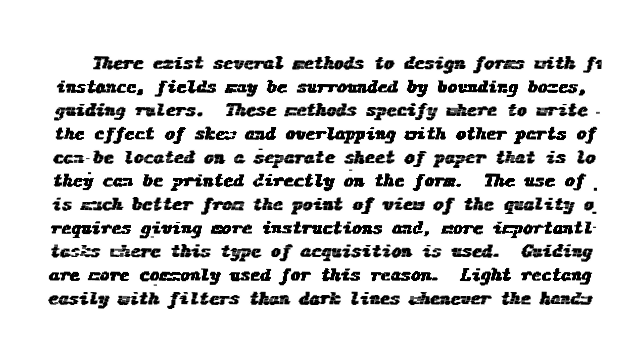 There exist several methods to design forms with fi
instance, fields may be surrounded by bounding boxes,
guiding rulers. These methods specify where to write
the effect of skew and overlapping with other parts of
can be located on a separate sheet of paper that is lo
they can be printed directly on the form. The use of
is much better from the point of view of the quality o
requires giving more instructions and, more importantl
tasks where this type of acquisition is used. Guiding
are more commonly used for this reason. Light rectang
easily with filters than dark lines whenever the handw